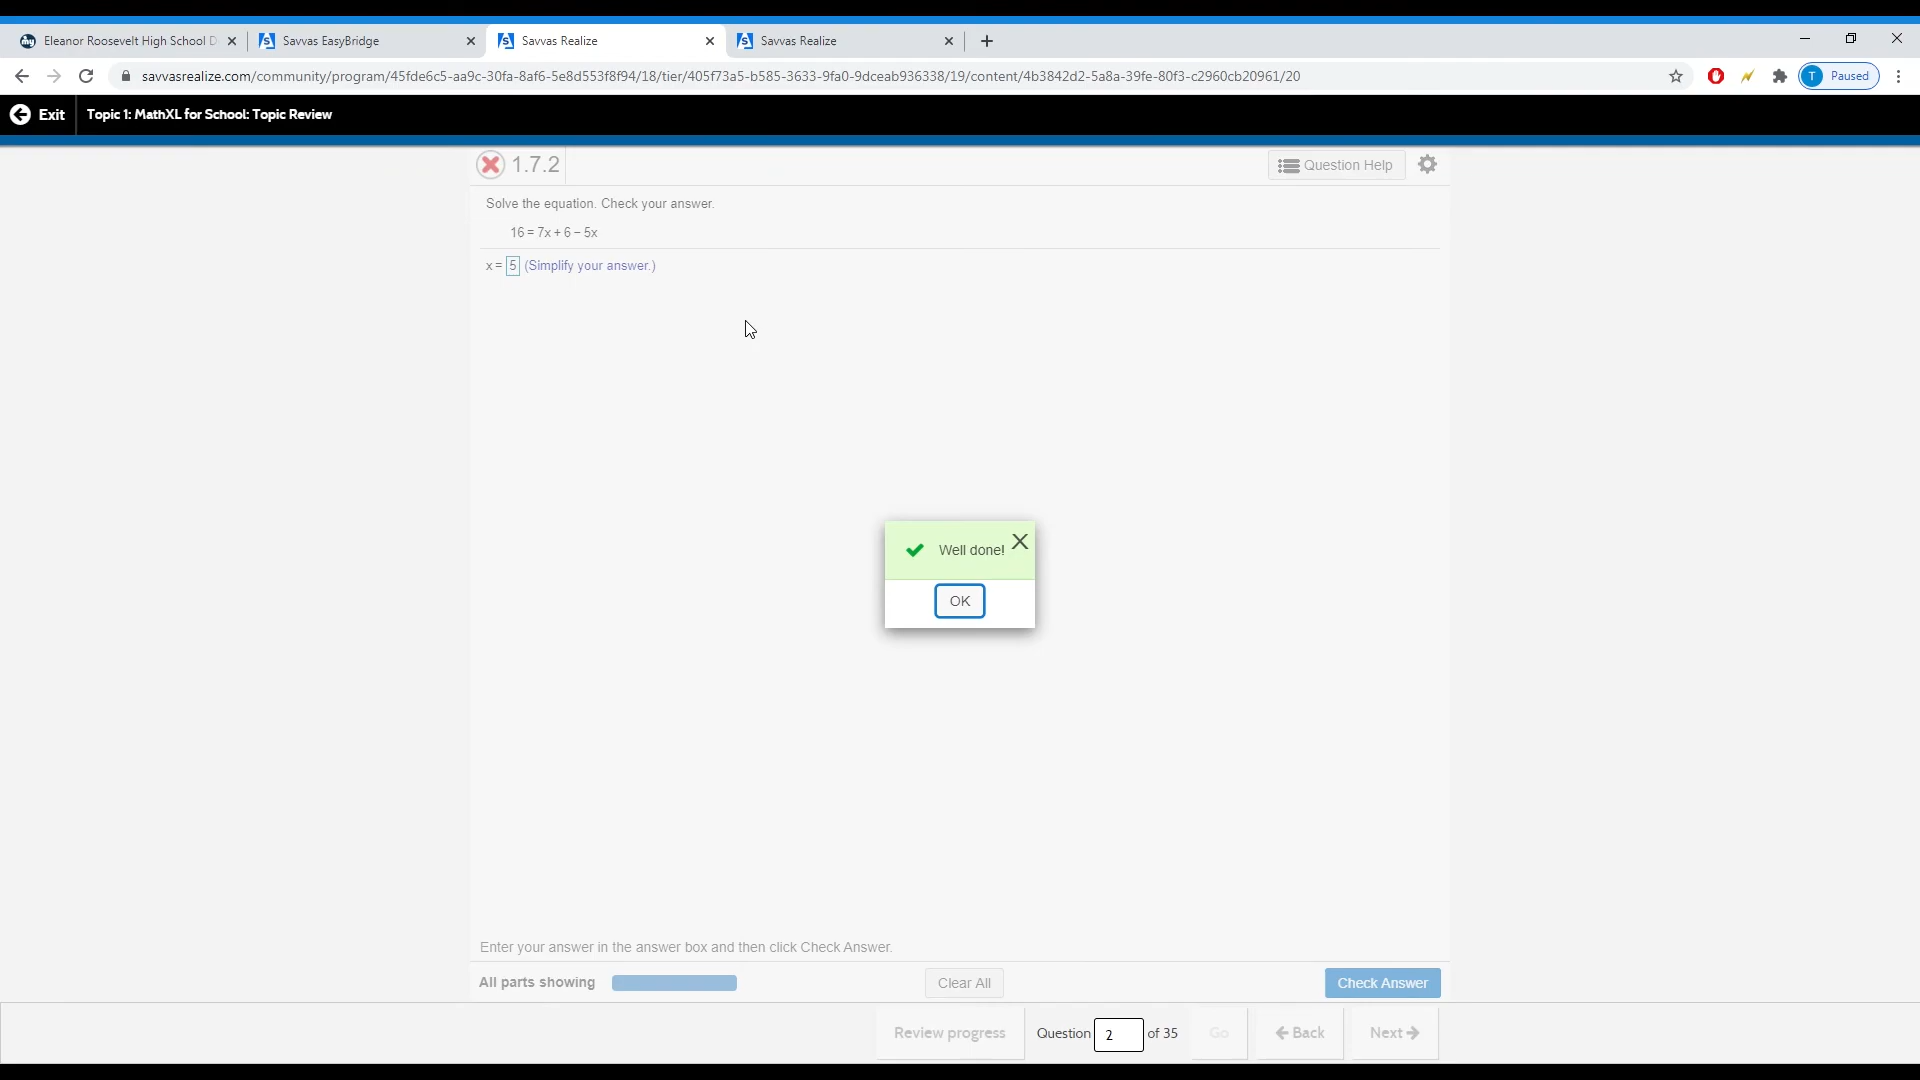 Eleanor Roosevelt High School D
Savvas EasyBridge
Savvas Realize
Savvas Realize
savvasrealize.com/community/program/45fde6c5-aa9c-30fa-8af6-5e8d553f8f94/18/tier/405f73a5-b585-3633-9fa0-9dceab936338/19/content/4b3842d2-5a8a-39fe-80f3-c2960cb20961/20
T Paused
Exit
Topic 1: MathXL for School: Topic Review
1.7.2
Question Help
Solve the equation. Check your answer.
16 = 7x + 6 − 5x
x = 5 (Simplify your answer.)
Well done!
OK
Enter your answer in the answer box and then click Check Answer.
All parts showing
Clear All
Check Answer
Review progress
Question 2 of 35
Go
Back
Next